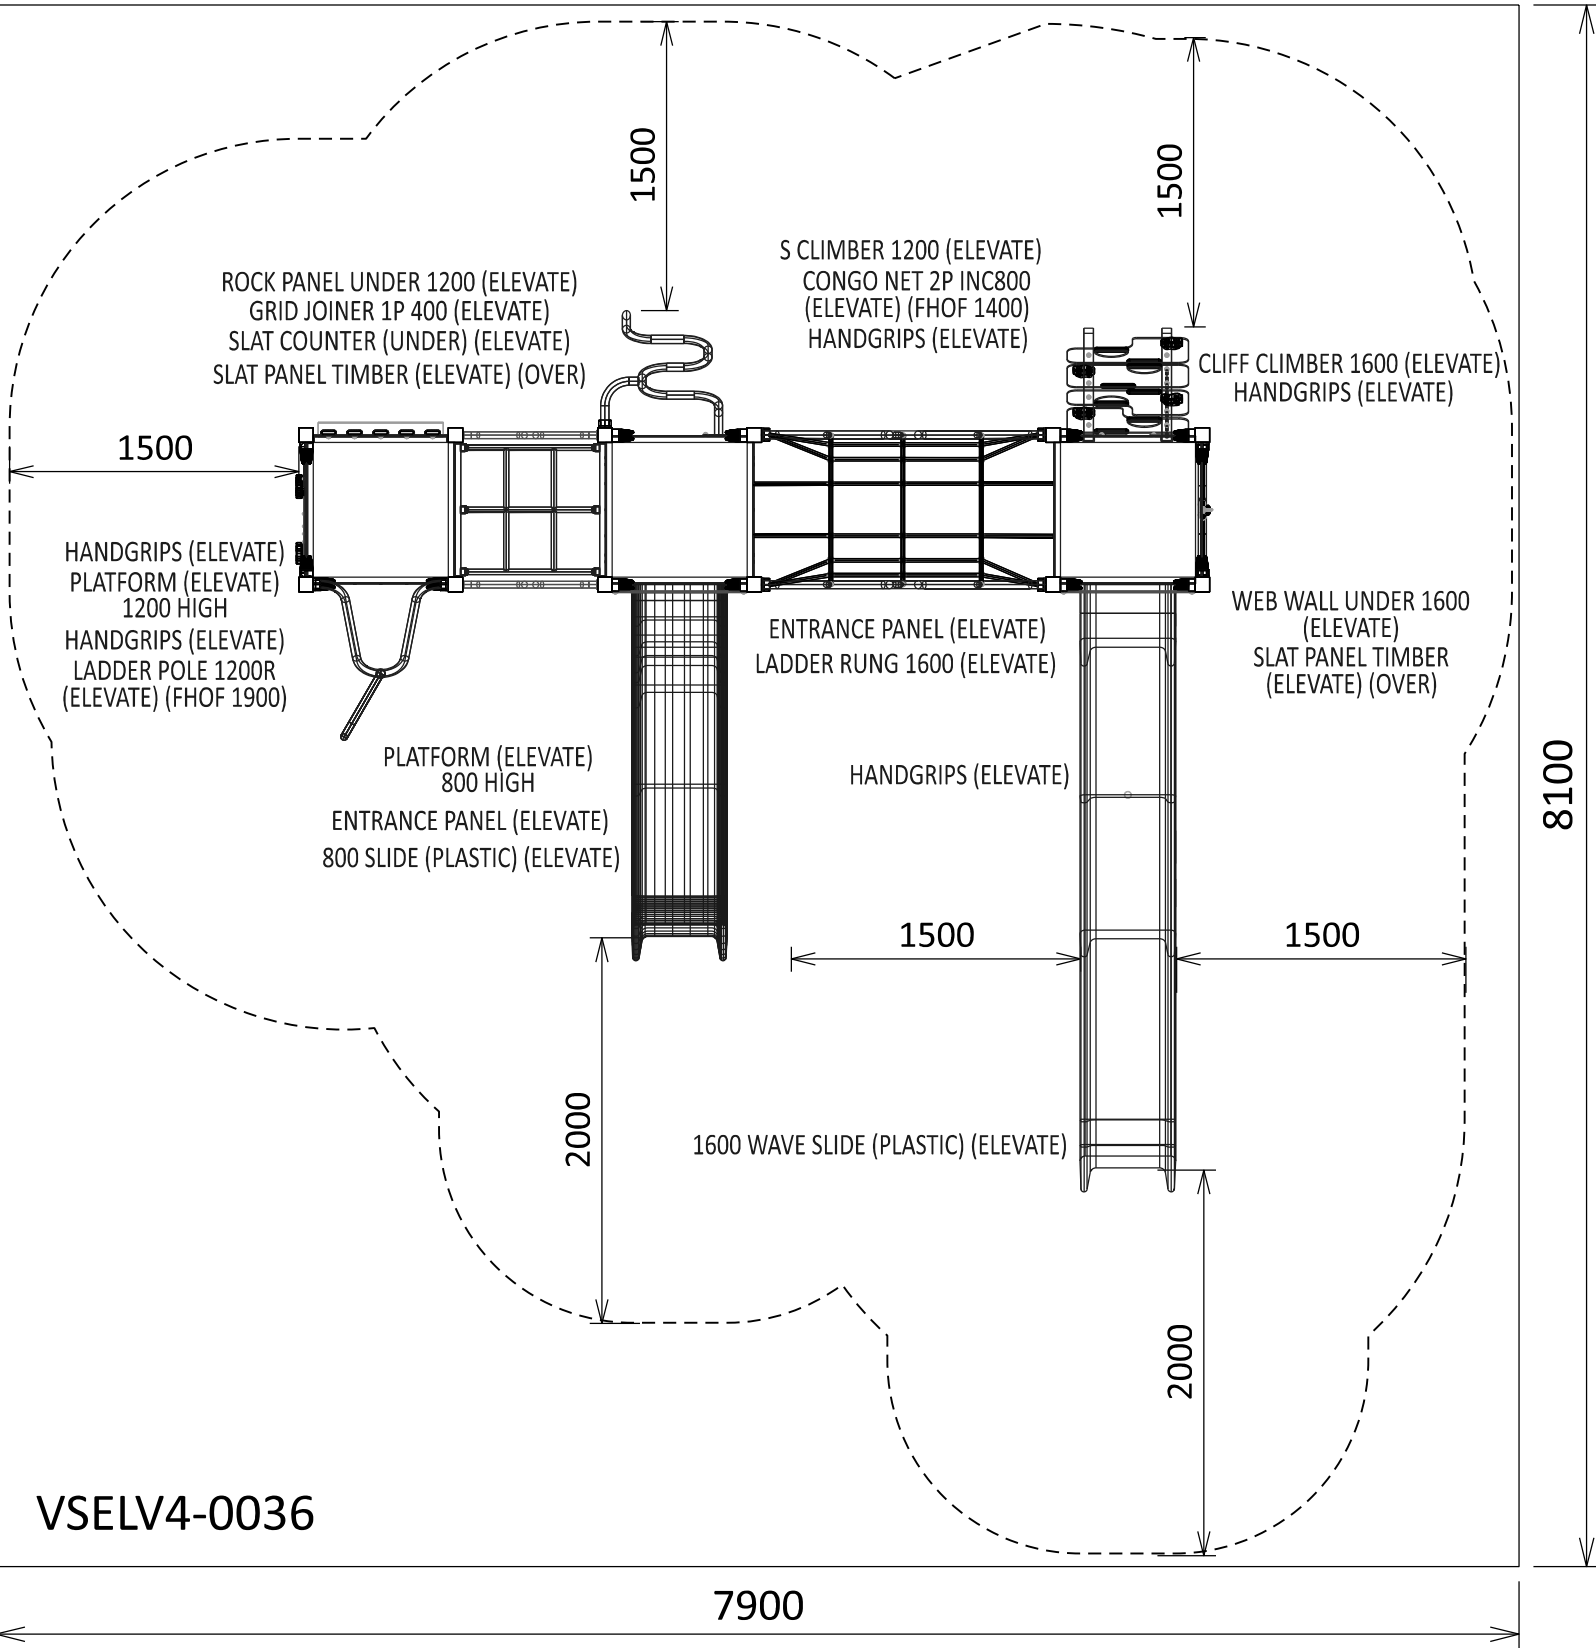 1500
1500
ROCK PANEL UNDER 1200 (ELEVATE)
GRID JOINER 1P 400 (ELEVATE)
SLAT COUNTER (UNDER) (ELEVATE)
SLAT PANEL TIMBER (ELEVATE) (OVER)
S CLIMBER 1200 (ELEVATE)
CONGO NET 2P INC800
(ELEVATE) (FHOF 1400)
HANDGRIPS (ELEVATE)
CLIFF CLIMBER 1600 (ELEVATE)
HANDGRIPS (ELEVATE)
1500
HANDGRIPS (ELEVATE)
PLATFORM (ELEVATE)
1200 HIGH
HANDGRIPS (ELEVATE)
LADDER POLE 1200R
(ELEVATE) (FHOF 1900)
ENTRANCE PANEL (ELEVATE)
LADDER RUNG 1600 (ELEVATE)
WEB WALL UNDER 1600
(ELEVATE)
SLAT PANEL TIMBER
(ELEVATE) (OVER)
PLATFORM (ELEVATE)
800 HIGH
ENTRANCE PANEL (ELEVATE)
800 SLIDE (PLASTIC) (ELEVATE)
HANDGRIPS (ELEVATE)
8100
1500
1500
2000
1600 WAVE SLIDE (PLASTIC) (ELEVATE)
2000
VSELV4-0036
7900